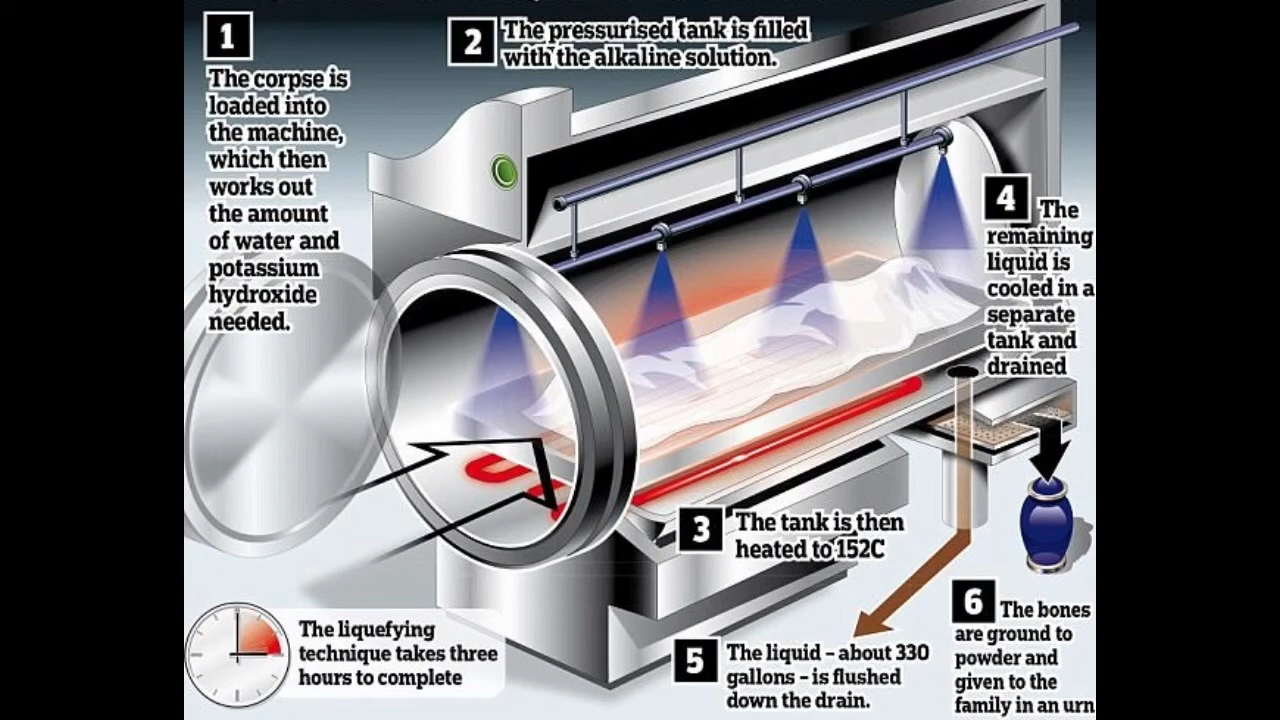 1
The corpse is
loaded into
the machine,
which then
works out
the amount
of water and
potassium
hydroxide
needed.
2
The pressurised tank is filled
with the alkaline solution.
3
The tank is then
heated to 152C
4
The
remaining
liquid is
cooled in a
separate
tank and
drained
5
The liquid – about 330
gallons – is flushed
down the drain.
6
The bones
are ground to
powder and
given to the
family in an urn
The liquefying
technique takes three
hours to complete